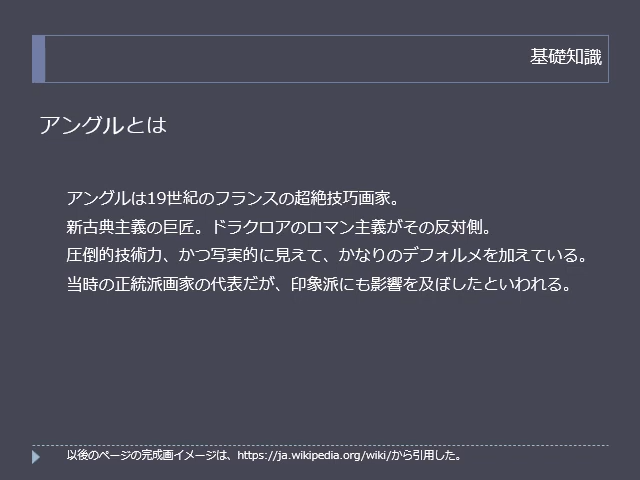 基礎知識
アングルとは
アングルは19世紀のフランスの超絶技巧画家。
新古典主義の巨匠。ドラクロアのロマン主義がその反対側。
圧倒的技術力、かつ写実的に見えて、かなりのデフォルメを加えている。
当時の正統派画家の代表だが、印象派にも影響を及ぼしたといわれる。
以後のページの完成画イメージは、https://ja.wikipedia.org/wiki/から引用した。